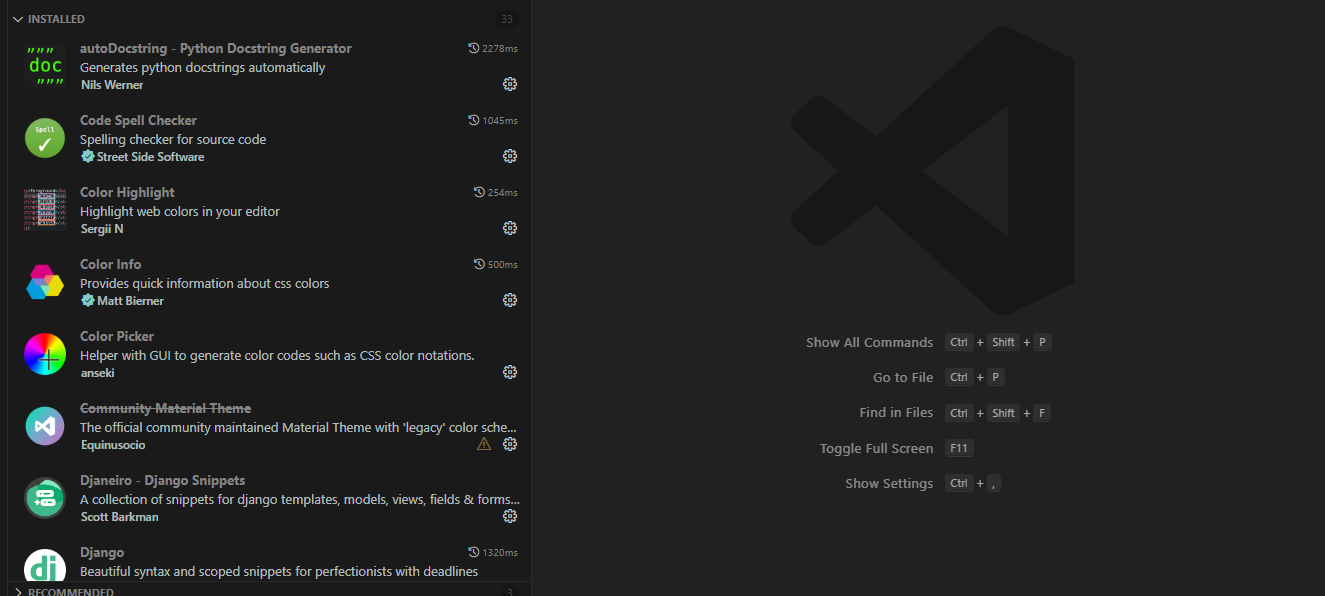 INSTALLED 33
autoDocstring - Python Docstring Generator 2278ms
Generates python docstrings automatically
Nils Werner
""" 
doc
"""
Code Spell Checker 1045ms
Spelling checker for source code
Street Side Software
Spell
Color Highlight 254ms
Highlight web colors in your editor
Sergii N
Color Info 500ms
Provides quick information about css colors
Matt Bierner
Color Picker
Helper with GUI to generate color codes such as CSS color notations.
anseki
Community Material Theme
The official community maintained Material Theme with 'legacy' color sche...
Equinusocio
Djaneiro - Django Snippets
A collection of snippets for django templates, models, views, fields & forms...
Scott Barkman
Django 1320ms
Beautiful syntax and scoped snippets for perfectionists with deadlines
dj
RECOMMENDED 3
Show All Commands Ctrl + Shift + P
Go to File Ctrl + P
Find in Files Ctrl + Shift + F
Toggle Full Screen F11
Show Settings Ctrl + ,